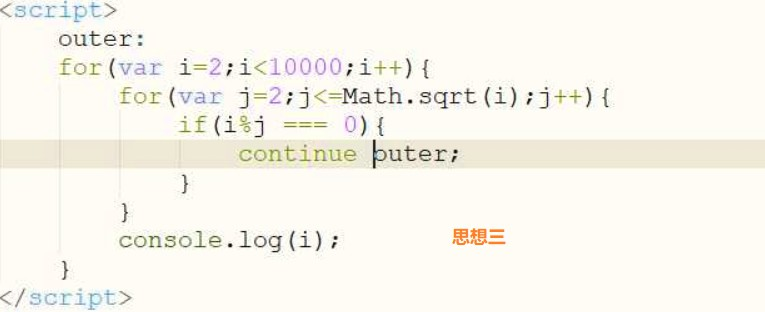 <script>
    outer:
    for(var i=2;i<10000;i++){
        for(var j=2;j<=Math.sqrt(i);j++){
            if(i%j === 0){
                continue outer;
            }
        }
        console.log(i); 思想三
    }
</script>